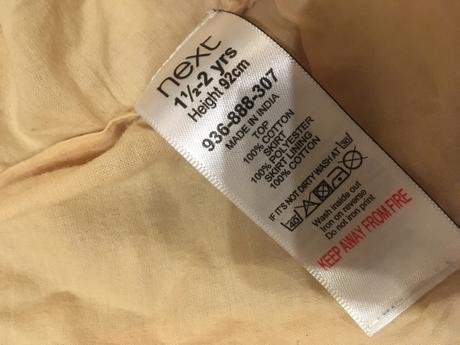 next
1½-2 yrs
Height 92cm
936-888-307
MADE IN INDIA
TOP
100% COTTON
SKIRT
100% POLYESTER
SKIRT LINING
100% COTTON
IF IT'S NOT DIRTY WASH AT 30
40
Wash inside out
Iron on reverse
Do not iron print
KEEP AWAY FROM FIRE